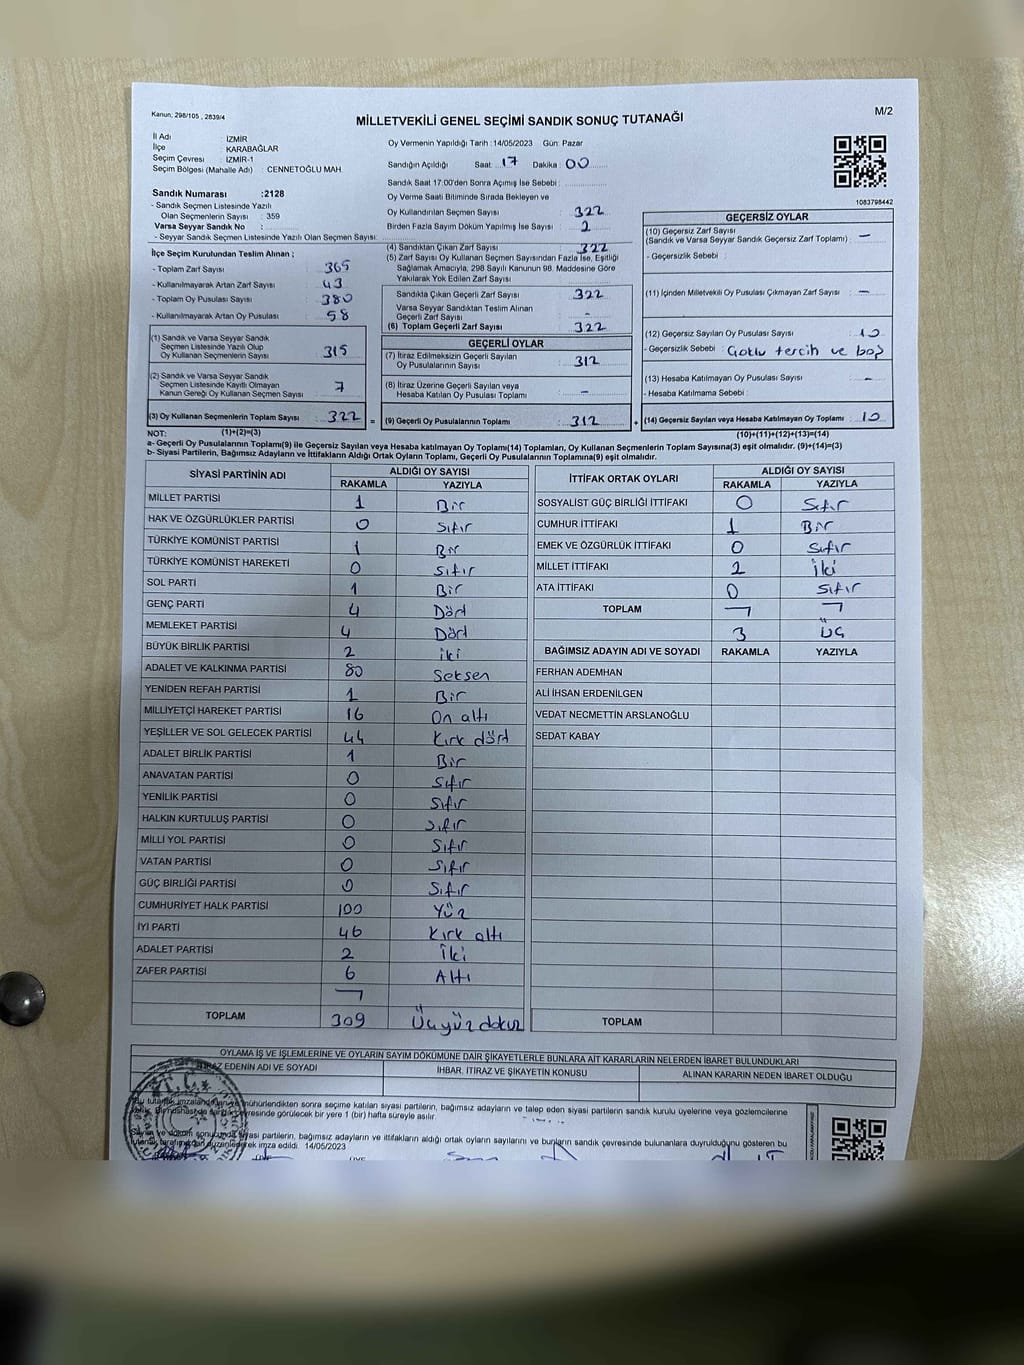 Kanun; 298/105 , 2839/4
M/2
MİLLETVEKİLİ GENEL SEÇİMİ SANDIK SONUÇ TUTANAĞI
İl Adı : İZMİR
İlçe : KARABAĞLAR
Seçim Çevresi : İZMİR-1
Seçim Bölgesi (Mahalle Adı) : CENNETOĞLU MAH.
Sandık Numarası :2128
- Sandık Seçmen Listesinde Yazılı
Olan Seçmenlerin Sayısı : 359
Varsa Seyyar Sandık No :
- Seyyar Sandık Seçmen Listesinde Yazılı Olan Seçmen Sayısı:
Oy Vermenin Yapıldığı Tarih :14/05/2023 Gün: Pazar
Sandığın Açıldığı Saat 17 Dakika 00
Sandık Saat 17:00'den Sonra Açımış İse Sebebi :
Oy Verme Saati Bitiminde Sırada Bekleyen ve
Oy Kullandırılan Seçmen Sayısı : 322
Birden Fazla Sayım Döküm Yapılmış İse Sayısı : 2
1083798442
İlçe Seçim Kurulundan Teslim Alınan ;
- Toplam Zarf Sayısı : 365
- Kullanılmayarak Artan Zarf Sayısı : 43
- Toplam Oy Pusulası Sayısı : 380
- Kullanılmayarak Artan Oy Pusulası : 58
(1) Sandık ve Varsa Seyyar Sandık
Seçmen Listesinde Yazılı Olup
Oy Kullanan Seçmenlerin Sayısı : 315
(2) Sandık ve Varsa Seyyar Sandık
Seçmen Listesinde Kayıtlı Olmayan
Kanun Gereği Oy Kullanan Seçmen Sayısı : 7
(3) Oy Kullanan Seçmenlerin Toplam Sayısı : 322
(4) Sandıktan Çıkan Zarf Sayısı : 322
(5) Zarf Sayısı Oy Kullanan Seçmen Sayısından Fazla İse, Eşitliği
Sağlamak Amacıyla, 298 Sayılı Kanunun 98. Maddesine Göre
Yakılarak Yok Edilen Zarf Sayısı :
Sandıkta Çıkan Geçerli Zarf Sayısı : 322
Varsa Seyyar Sandıktan Teslim Alınan
Geçerli Zarf Sayısı : -
(6) Toplam Geçerli Zarf Sayısı : 322
GEÇERLİ OYLAR
(7) İtiraz Edilmeksizin Geçerli Sayılan
Oy Pusulalarının Sayısı : 312
(8) İtiraz Üzerine Geçerli Sayılan veya
Hesaba Katılan Oy Pusulası Toplamı : -
= (9) Geçerli Oy Pusulalarının Toplamı : 312
GEÇERSİZ OYLAR
(10) Geçersiz Zarf Sayısı
(Sandık ve Varsa Seyyar Sandık Geçersiz Zarf Toplamı) : -
- Geçersizlik Sebebi :
(11) İçinden Milletvekili Oy Pusulası Çıkmayan Zarf Sayısı : -
(12) Geçersiz Sayılan Oy Pusulası Sayısı : 10
- Geçersizlik Sebebi : Çoklu tercih ve boş
(13) Hesaba Katılmayan Oy Pusulası Sayısı : -
- Hesaba Katılmama Sebebi :
+ (14) Geçersiz Sayılan veya Hesaba Katılmayan Oy Toplamı : 10
NOT: (1)+(2)=(3)
(10)+(11)+(12)+(13)=(14)
a- Geçerli Oy Pusulalarının Toplamı(9) ile Geçersiz Sayılan veya Hesaba katılmayan Oy Toplamı(14) Toplamları, Oy Kullanan Seçmenlerin Toplam Sayısına(3) eşit olmalıdır. (9)+(14)=(3)
b- Siyasi Partilerin, Bağımsız Adayların ve İttifakların Aldığı Ortak Oyların Toplamı, Geçerli Oy Pusulalarının Toplamına(9) eşit olmalıdır.
SİYASİ PARTİNİN ADI ALDIĞI OY SAYISI
RAKAMLA YAZIYLA
MİLLET PARTİSİ 1 Bir
HAK VE ÖZGÜRLÜKLER PARTİSİ 0 Sıfır
TÜRKİYE KOMÜNİST PARTİSİ 1 Bir
TÜRKİYE KOMÜNİST HAREKETİ 0 Sıfır
SOL PARTİ 1 Bir
GENÇ PARTİ 4 Dört
MEMLEKET PARTİSİ 4 Dört
BÜYÜK BİRLİK PARTİSİ 2 iki
ADALET VE KALKINMA PARTİSİ 80 Seksen
YENİDEN REFAH PARTİSİ 1 Bir
MİLLİYETÇİ HAREKET PARTİSİ 16 On altı
YEŞİLLER VE SOL GELECEK PARTİSİ 44 Kırk dört
ADALET BİRLİK PARTİSİ 1 Bir
ANAVATAN PARTİSİ 0 Sıfır
YENİLİK PARTİSİ 0 Sıfır
HALKIN KURTULUŞ PARTİSİ 0 Sıfır
MİLLİ YOL PARTİSİ 0 Sıfır
VATAN PARTİSİ 0 Sıfır
GÜÇ BİRLİĞİ PARTİSİ 0 Sıfır
CUMHURİYET HALK PARTİSİ 100 Yüz
İYİ PARTİ 46 Kırk altı
ADALET PARTİSİ 2 İki
ZAFER PARTİSİ 6 Altı
TOPLAM 309 Üçyüz dokuz
İTTİFAK ORTAK OYLARI ALDIĞI OY SAYISI
RAKAMLA YAZIYLA
SOSYALİST GÜÇ BİRLİĞİ İTTİFAKI 0 Sıfır
CUMHUR İTTİFAKI 1 Bir
EMEK VE ÖZGÜRLÜK İTTİFAKI 0 Sıfır
MİLLET İTTİFAKI 2 İki
ATA İTTİFAKI 0 Sıfır
TOPLAM
3 Üç
BAĞIMSIZ ADAYIN ADI VE SOYADI RAKAMLA YAZIYLA
FERHAN ADEMHAN
ALİ İHSAN ERDENİLGEN
VEDAT NECMETTİN ARSLANOĞLU
SEDAT KABAY
TOPLAM
OYLAMA İŞ VE İŞLEMLERİNE VE OYLARIN SAYIM DÖKÜMÜNE DAİR ŞİKAYETLERLE BUNLARA AİT KARARLARIN NELERDEN İBARET BULUNDUKLARI
İTİRAZ EDENİN ADI VE SOYADI İHBAR, İTİRAZ VE ŞİKAYETİN KONUSU ALINAN KARARIN NEDEN İBARET OLDUĞU
T.C.
Bu tutanak imzalandıktan ve mühürlendikten sonra seçime katılan siyasi partilerin, bağımsız adayların ve talep eden siyasi partilerin sandık kurulu üyelerine veya gözlemcilerine
Bir nüshası de sandık çevresinde görülecek bir yere 1 (bir) hafta süreyle asılır.
Sayım ve döküm sonucunda siyasi partilerin, bağımsız adayların ve ittifakların aldığı ortak oyların sayılarını ve bunların sandık çevresinde bulunanlara duyrulduğunu gösteren bu
tutanak tarafımızdan düzenlenerek imza edildi. 14/05/2023